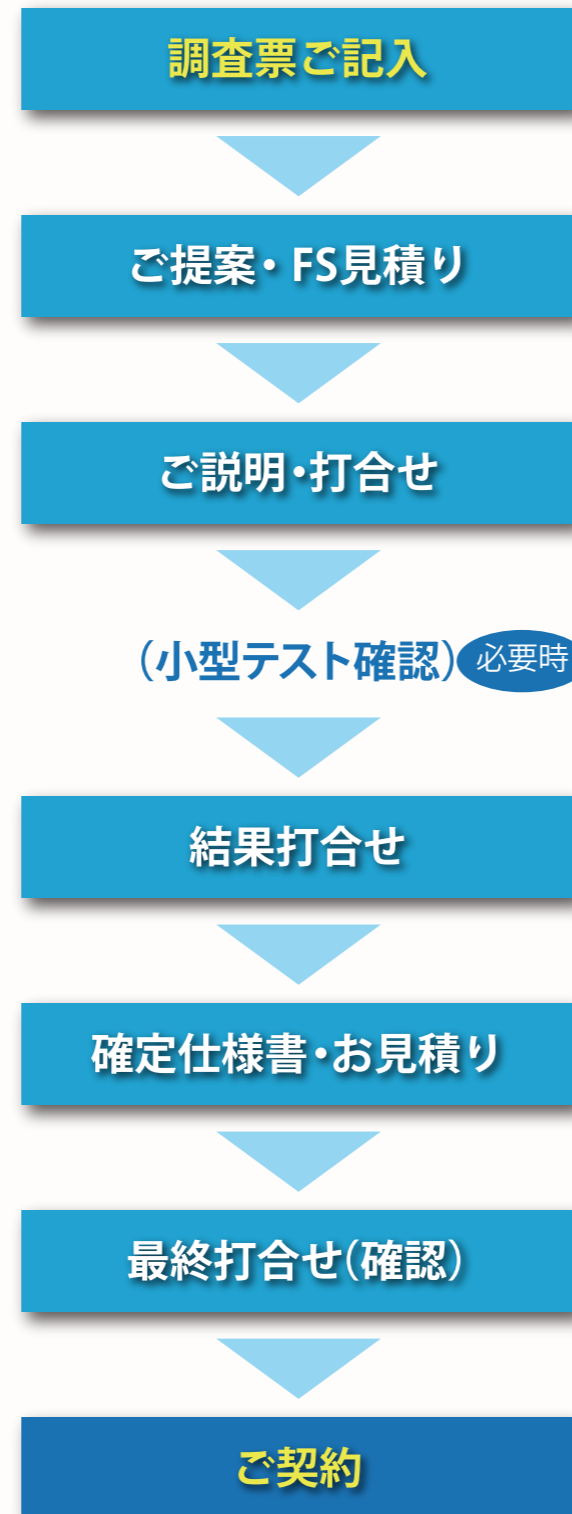 調査票ご記入
ご提案・FS見積り
ご説明・打合せ
（小型テスト確認） 必要時
結果打合せ
確定仕様書・お見積り
最終打合せ（確認）
ご契約